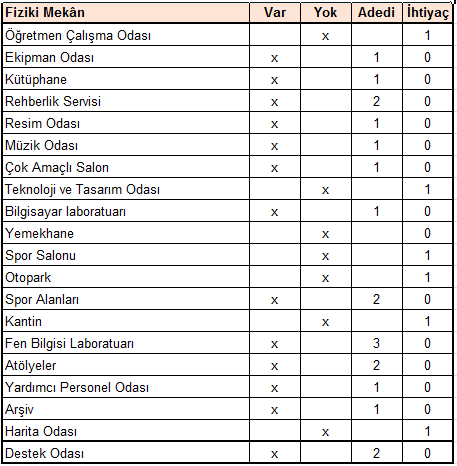 Fiziki Mekân Var Yok Adedi İhtiyaç
Öğretmen Çalışma Odası x 1
Ekipman Odası x 1 0
Kütüphane x 1 0
Rehberlik Servisi x 2 0
Resim Odası x 1 0
Müzik Odası x 1 0
Çok Amaçlı Salon x 1 0
Teknoloji ve Tasarım Odası x 1
Bilgisayar laboratuarı x 1 0
Yemekhane x 0
Spor Salonu x 1
Otopark x 1
Spor Alanları x 2 0
Kantin x 1
Fen Bilgisi Laboratuarı x 3 0
Atölyeler x 2 0
Yardımcı Personel Odası x 1 0
Arşiv x 1 0
Harita Odası x 1
Destek Odası x 2 0